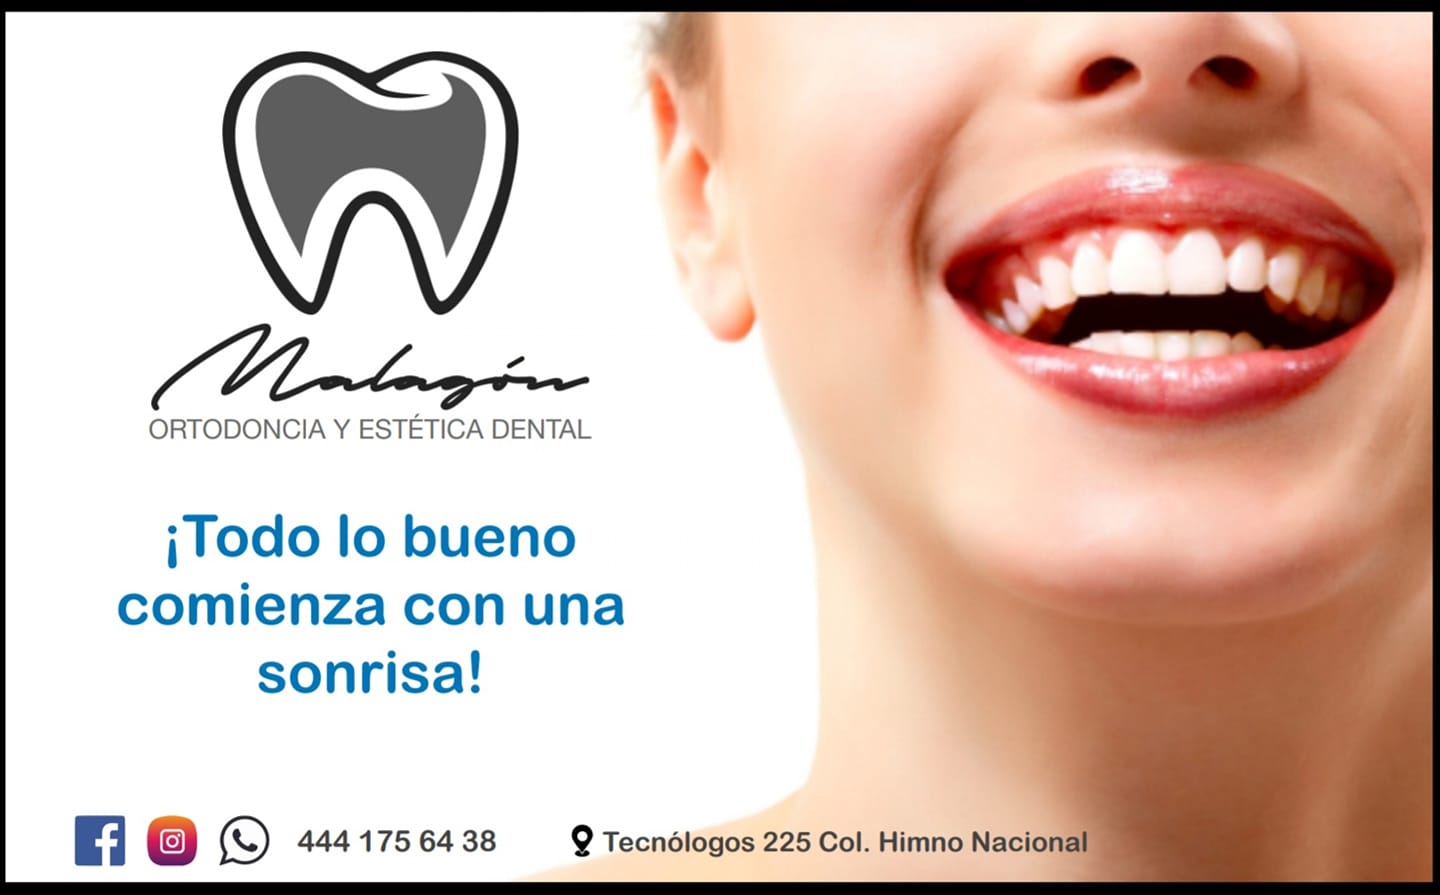 Malagón
ORTODONCIA Y ESTÉTICA DENTAL
¡Todo lo bueno
comienza con una
sonrisa!
444 175 64 38
Tecnólogos 225 Col. Himno Nacional